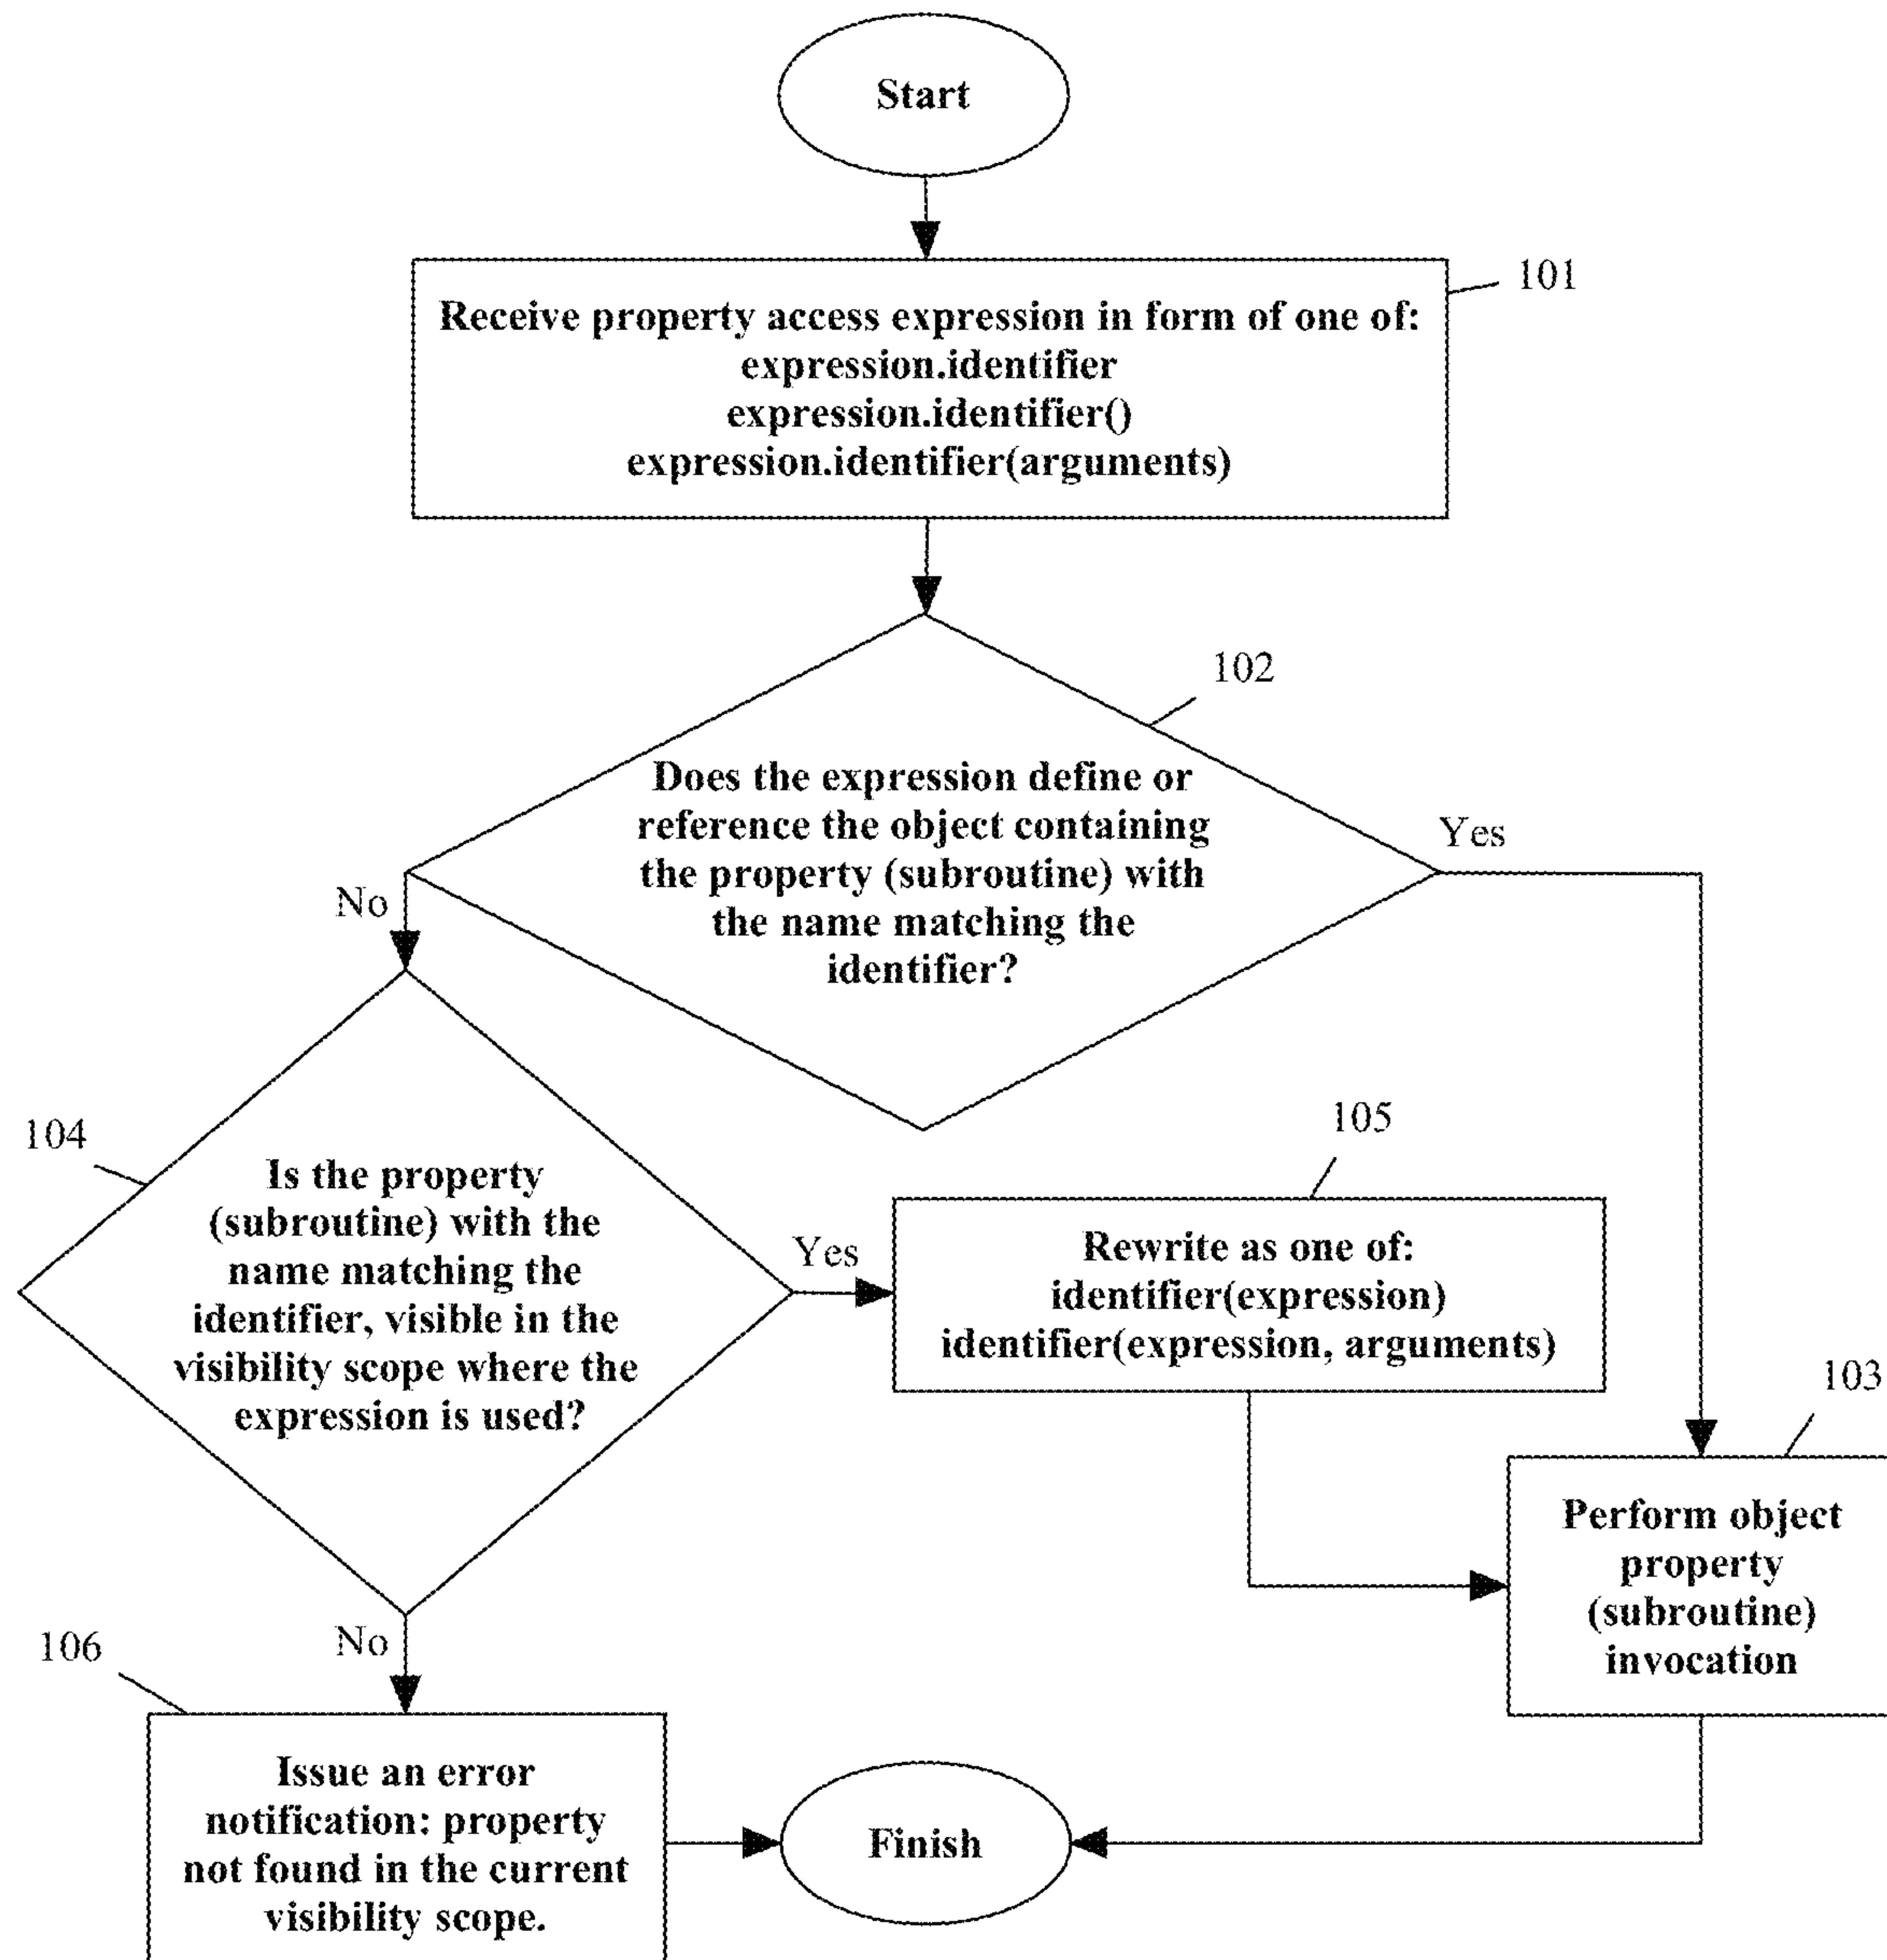 Start
101
Receive property access expression in form of one of:
expression.identifier
expression.identifier()
expression.identifier(arguments)
102
Does the expression define or
reference the object containing
the property (subroutine) with
the name matching the
identifier?
Yes
No
104
Is the property
(subroutine) with the
name matching the
identifier, visible in the
visibility scope where the
expression is used?
Yes
105
Rewrite as one of:
identifier(expression)
identifier(expression, arguments)
103
Perform object
property
(subroutine)
invocation
No
106
Issue an error
notification: property
not found in the current
visibility scope.
Finish